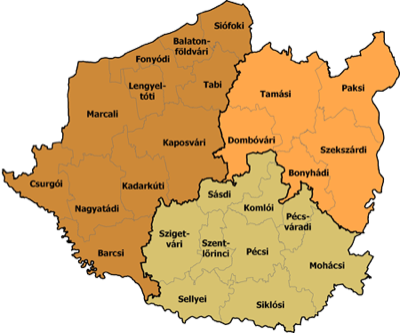 Siófoki
Balaton-
földvári
Fonyódi
Lengyel-
tóti
Tabi
Marcali
Kaposvári
Csurgói
Kadarkúti
Nagyatádi
Barcsi
Tamási
Paksi
Dombóvári
Szekszárdi
Bonyhádi
Sásdi
Komlói
Pécs-
váradi
Sziget-
vári
Szent-
lőrinci
Pécsi
Mohácsi
Sellyei
Siklósi